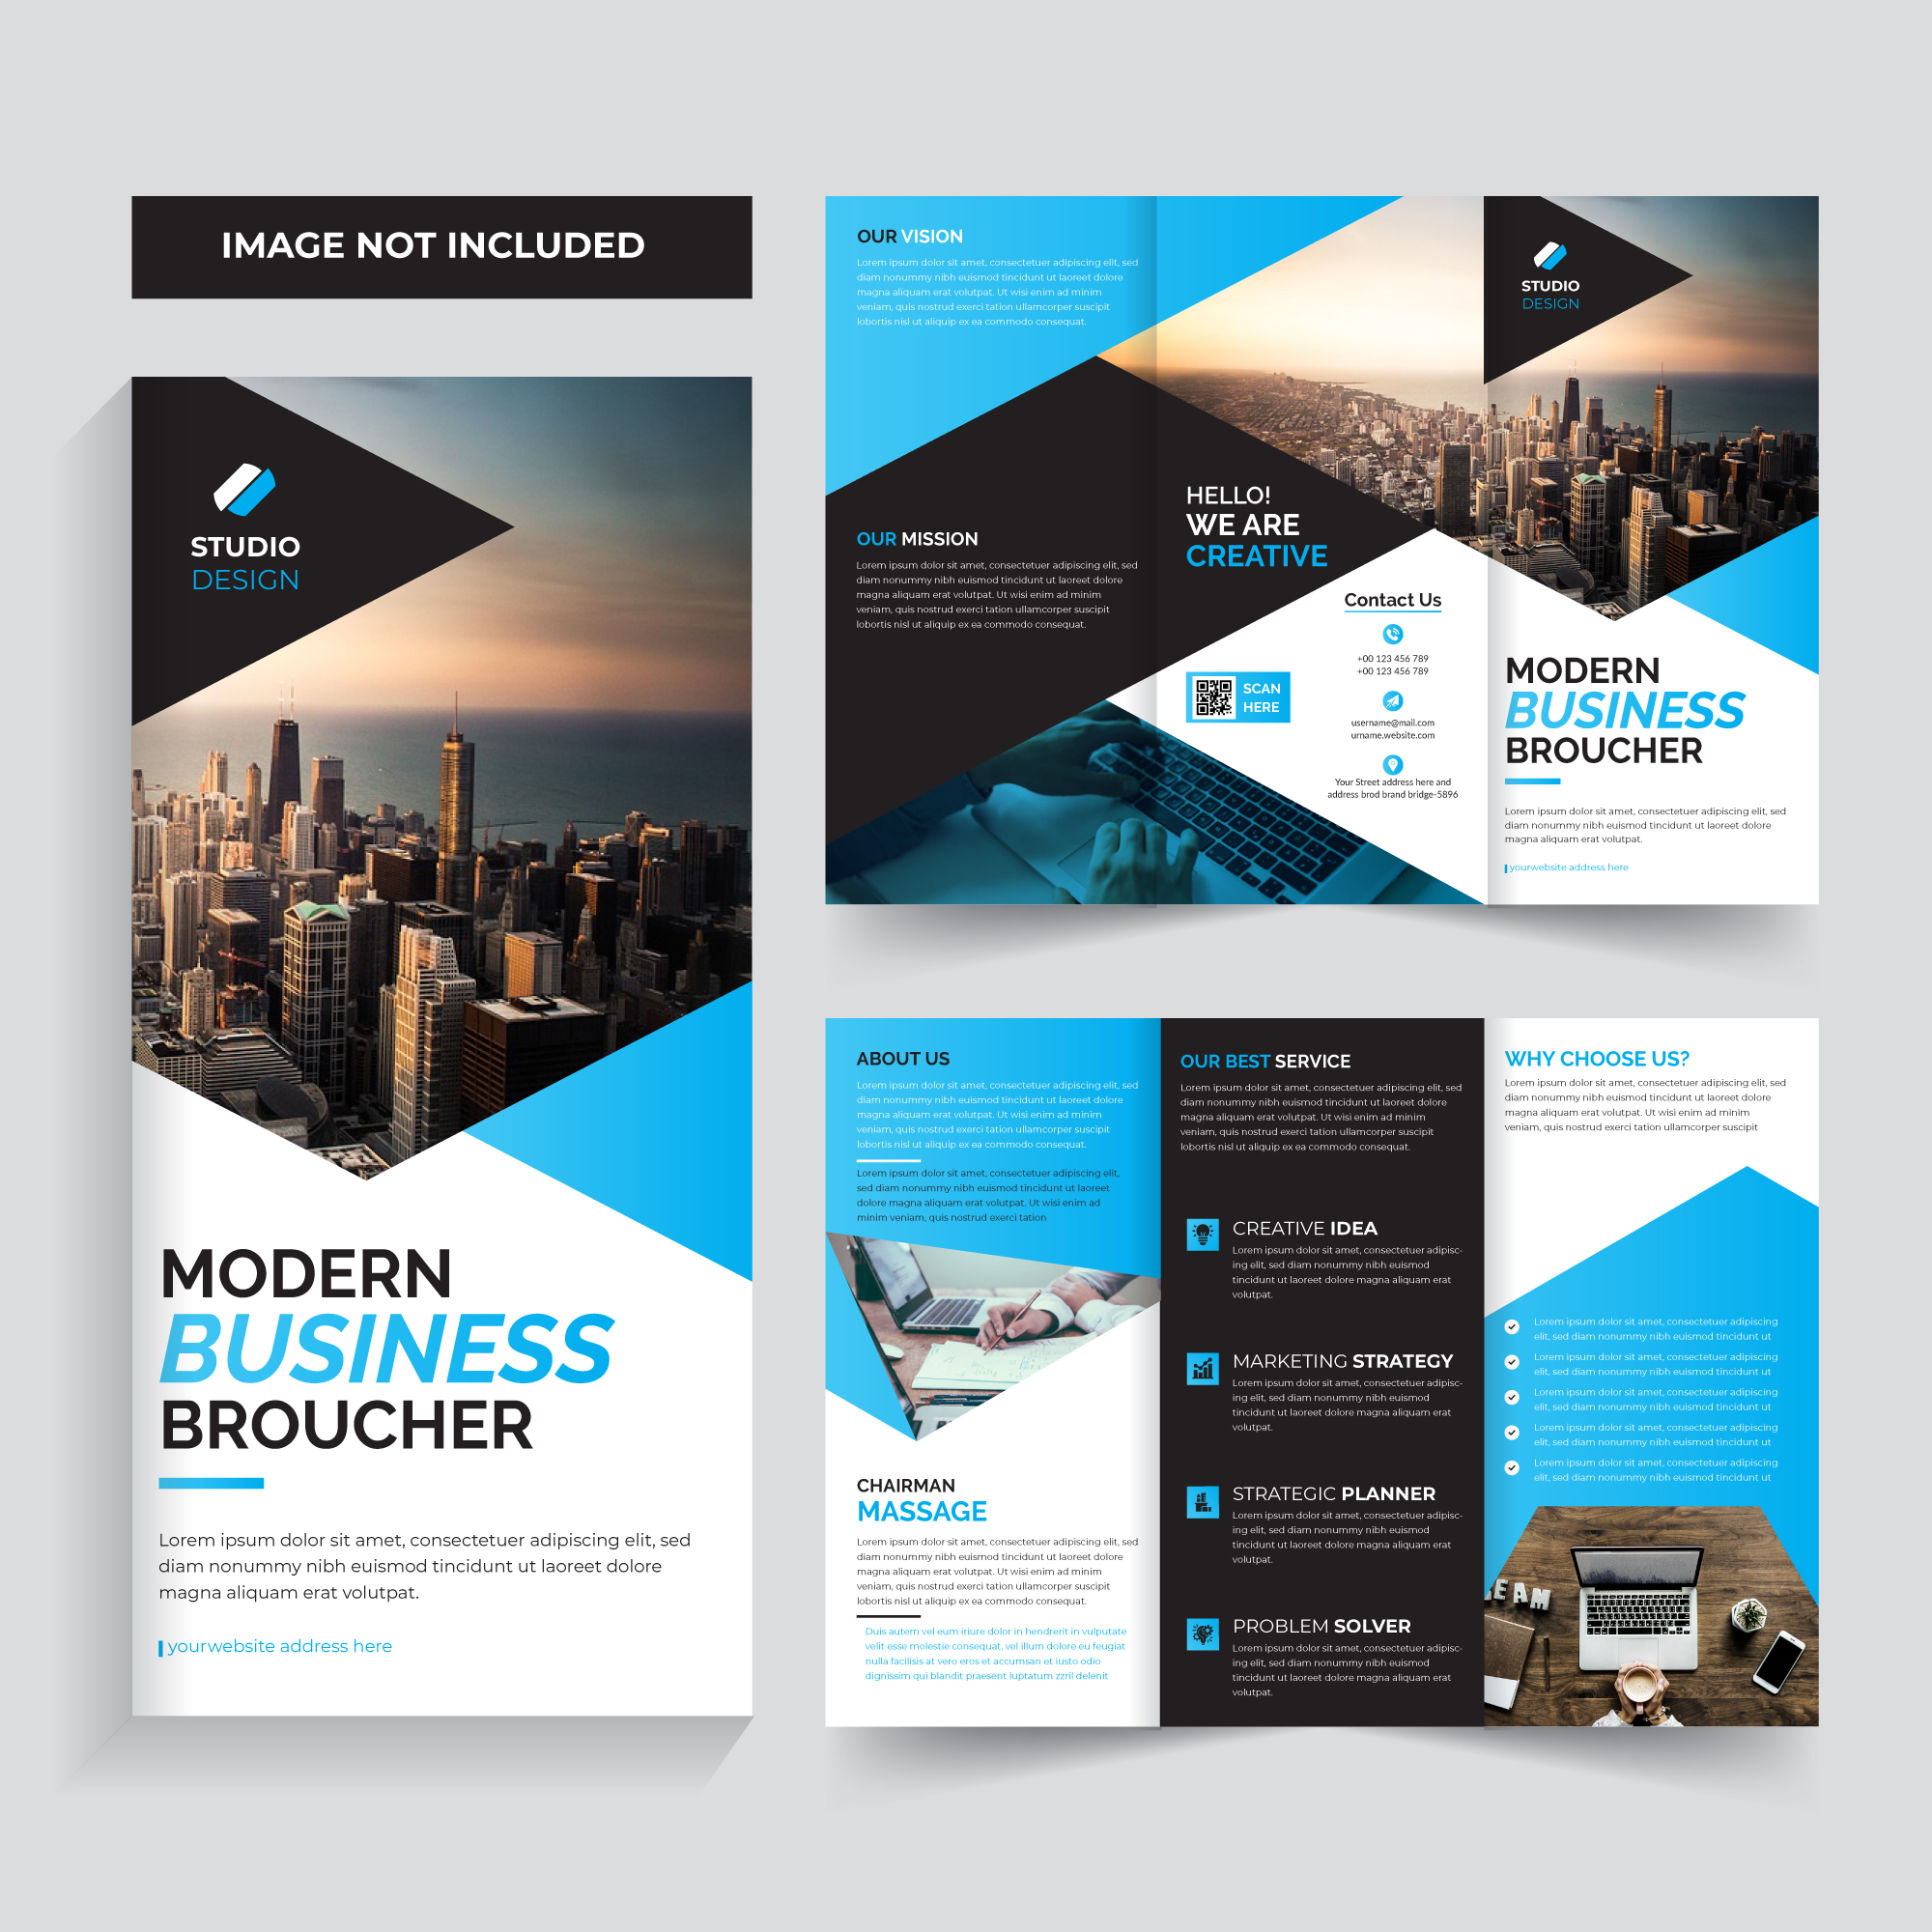 IMAGE NOT INCLUDED
STUDIO
DESIGN
MODERN
BUSINESS
BROUCHER
Lorem ipsum dolor sit amet, consectetuer adipiscing elit, sed
diam nonummy nibh euismod tincidunt ut laoreet dolore
magna aliquam erat volutpat.
yourwebsite address here
OUR VISION
Lorem ipsum dolor sit amet, consectetuer adipiscing elit, sed
diam nonummy nibh euismod tincidunt ut laoreet dolore
magna aliquam erat volutpat. Ut wisi enim ad minim
veniam, quis nostrud exerci tation ullamcorper suscipit
lobortis nisl ut aliquip ex ea commodo consequat.
OUR MISSION
Lorem ipsum dolor sit amet, consectetuer adipiscing elit, sed
diam nonummy nibh euismod tincidunt ut laoreet dolore
magna aliquam erat volutpat. Ut wisi enim ad minim
veniam, quis nostrud exerci tation ullamcorper suscipit
lobortis nisl ut aliquip ex ea commodo consequat.
HELLO!
WE ARE
CREATIVE
Contact Us
+00 123 456 789
+00 123 456 789
SCAN
HERE
username@mail.com
urname.website.com
Your Street address here and
address brod brand bridge-5896
STUDIO
DESIGN
MODERN
BUSINESS
BROUCHER
Lorem ipsum dolor sit amet, consectetuer adipiscing elit, sed
diam nonummy nibh euismod tincidunt ut laoreet dolore
magna aliquam erat volutpat.
yourwebsite address here
ABOUT US
Lorem ipsum dolor sit amet, consectetuer adipiscing elit, sed
diam nonummy nibh euismod tincidunt ut laoreet dolore
magna aliquam erat volutpat. Ut wisi enim ad minim
veniam, quis nostrud exerci tation ullamcorper suscipit
lobortis nisl ut aliquip ex ea commodo consequat.
Lorem ipsum dolor sit amet, consectetuer adipiscing elit,
sed diam nonummy nibh euismod tincidunt ut laoreet
dolore magna aliquam erat volutpat. Ut wisi enim ad
minim veniam, quis nostrud exerci tation
CHAIRMAN
MASSAGE
Lorem ipsum dolor sit amet, consectetuer adipiscing elit, sed
diam nonummy nibh euismod tincidunt ut laoreet dolore
magna aliquam erat volutpat. Ut wisi enim ad minim
veniam, quis nostrud exerci tation ullamcorper suscipit
lobortis nisl ut aliquip ex ea commodo consequat.
Duis autem vel eum iriure dolor in hendrerit in vulputate
velit esse molestie consequat, vel illum dolore eu feugiat
nulla facilisis at vero eros et accumsan et iusto odio
dignissim qui blandit praesent luptatum zzril delenit
OUR BEST SERVICE
Lorem ipsum dolor sit amet, consectetuer adipiscing elit, sed
diam nonummy nibh euismod tincidunt ut laoreet dolore
magna aliquam erat volutpat. Ut wisi enim ad minim
veniam, quis nostrud exerci tation ullamcorper suscipit
lobortis nisl ut aliquip ex ea commodo consequat.
CREATIVE IDEA
Lorem ipsum dolor sit amet, consectetuer adipisc-
ing elit, sed diam nonummy nibh euismod
tincidunt ut laoreet dolore magna aliquam erat
volutpat.
MARKETING STRATEGY
Lorem ipsum dolor sit amet, consectetuer adipisc-
ing elit, sed diam nonummy nibh euismod
tincidunt ut laoreet dolore magna aliquam erat
volutpat.
STRATEGIC PLANNER
Lorem ipsum dolor sit amet, consectetuer adipisc-
ing elit, sed diam nonummy nibh euismod
tincidunt ut laoreet dolore magna aliquam erat
volutpat.
PROBLEM SOLVER
Lorem ipsum dolor sit amet, consectetuer adipisc-
ing elit, sed diam nonummy nibh euismod
tincidunt ut laoreet dolore magna aliquam erat
volutpat.
WHY CHOOSE US?
Lorem ipsum dolor sit amet, consectetuer adipiscing elit, sed
diam nonummy nibh euismod tincidunt ut laoreet dolore
magna aliquam erat volutpat. Ut wisi enim ad minim
veniam, quis nostrud exerci tation ullamcorper suscipit
Lorem ipsum dolor sit amet, consectetuer adipiscing
elit, sed diam nonummy nibh euismod tincidunt ut
Lorem ipsum dolor sit amet, consectetuer adipiscing
elit, sed diam nonummy nibh euismod tincidunt ut
Lorem ipsum dolor sit amet, consectetuer adipiscing
elit, sed diam nonummy nibh euismod tincidunt ut
Lorem ipsum dolor sit amet, consectetuer adipiscing
elit, sed diam nonummy nibh euismod tincidunt ut
Lorem ipsum dolor sit amet, consectetuer adipiscing
elit, sed diam nonummy nibh euismod tincidunt ut
EAM